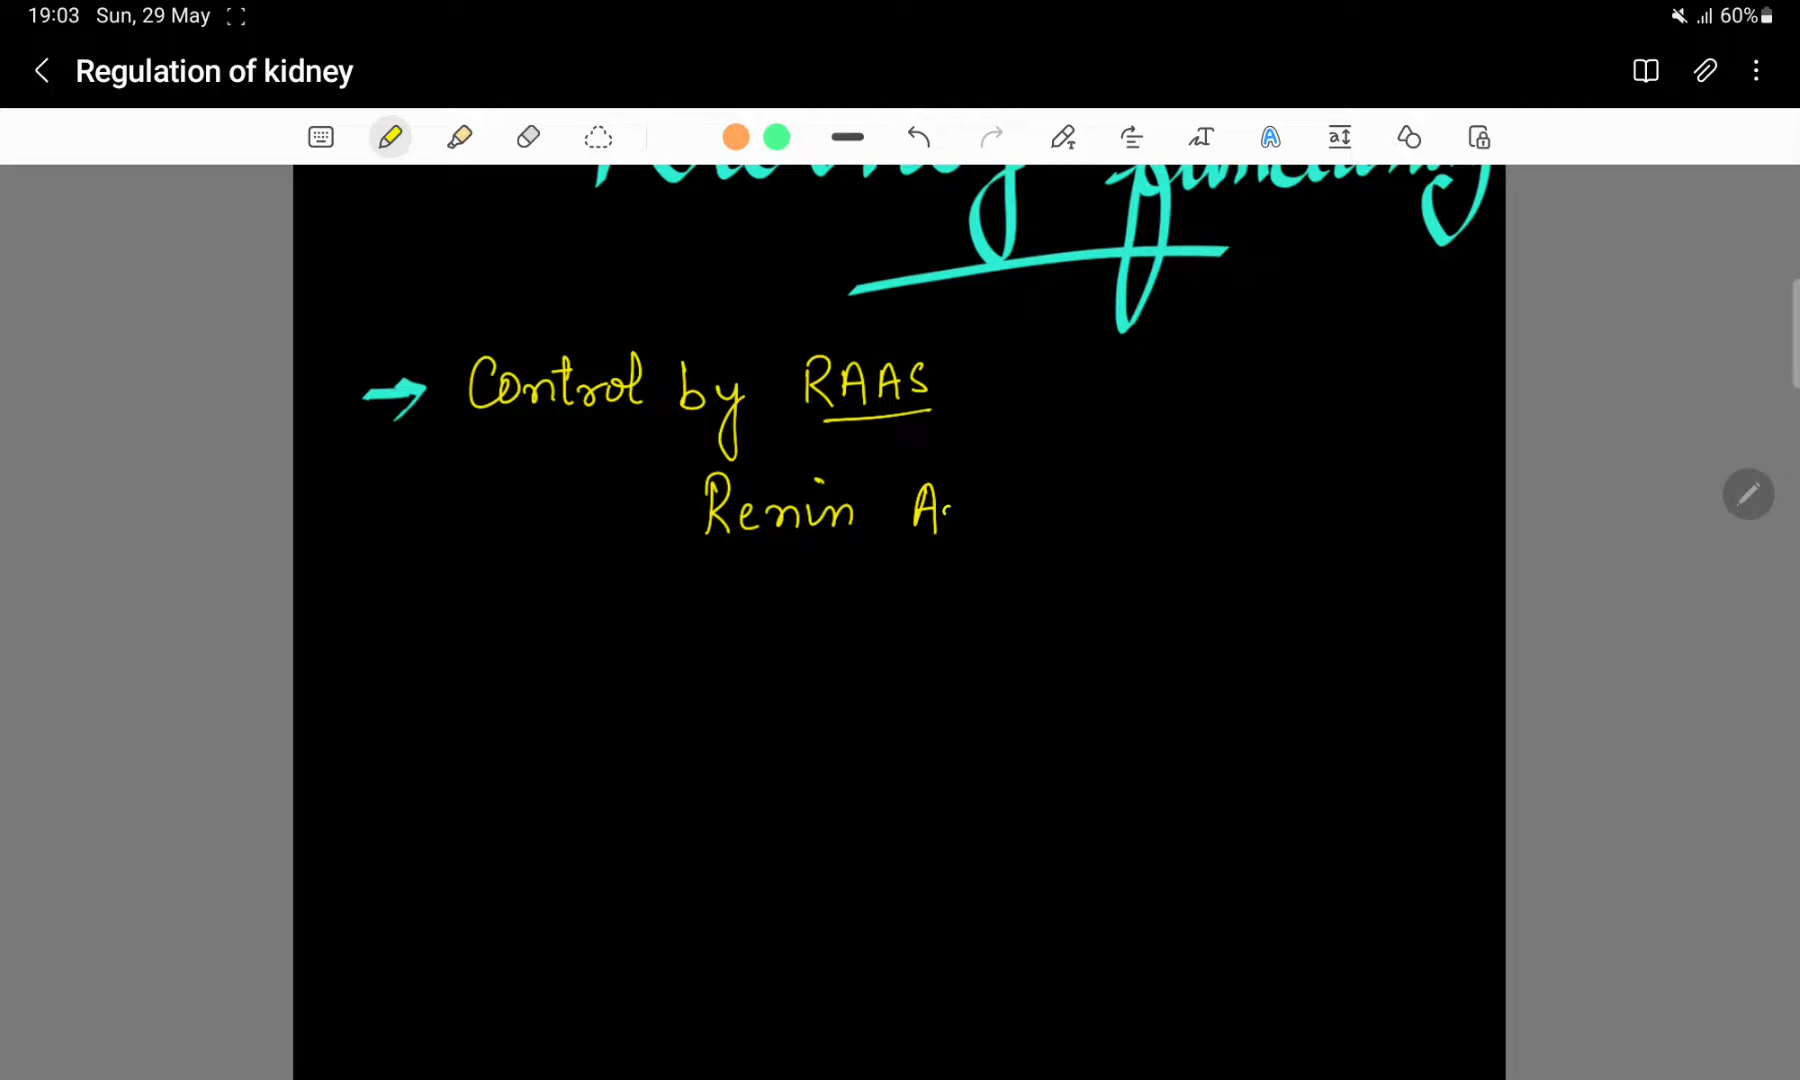 19:03 Sun, 29 May 60%
Regulation of kidney
Control by RAAS
Renin A